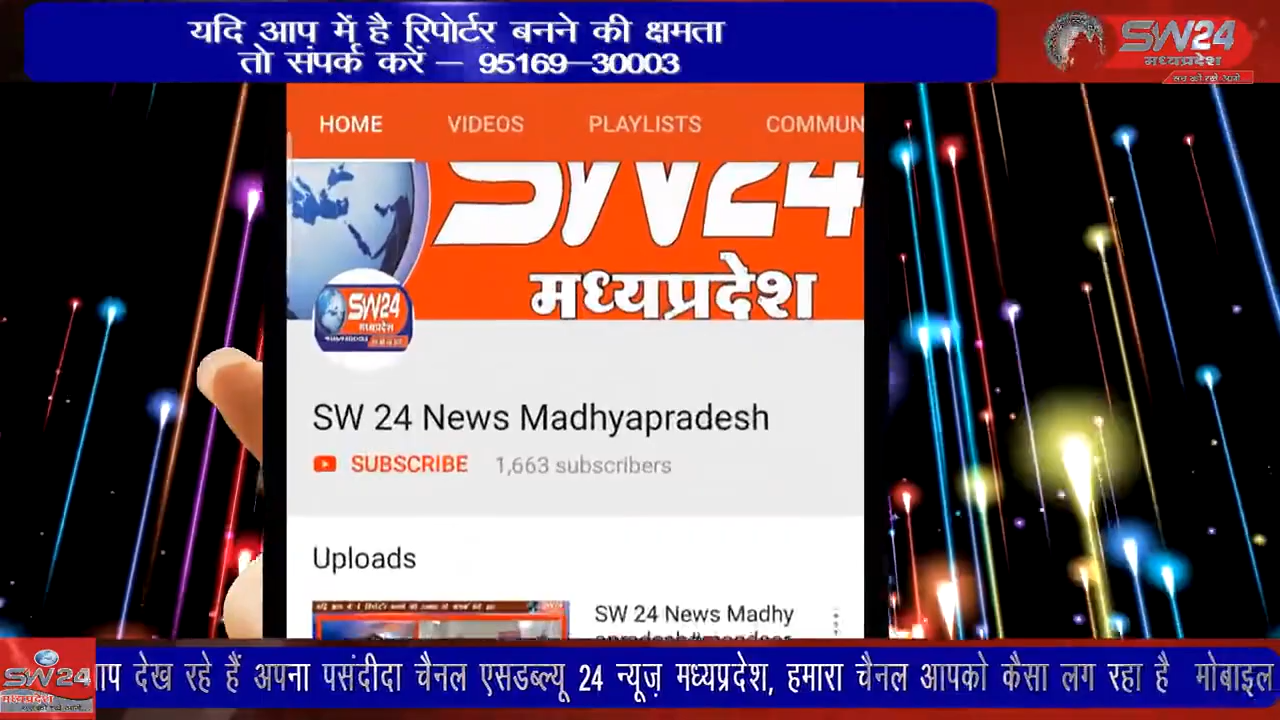 यदि आप में है रिपोर्टर बनने की क्षमता
तो संपर्क करें – 95169–30003
SW24
मध्यप्रदेश
HOME VIDEOS PLAYLISTS COMMUN
SW24
मध्यप्रदेश
SW24
मध्यप्रदेश
SW 24 News Madhyapradesh
SUBSCRIBE 1,663 subscribers
Uploads
SW 24 News Madhy
SW24
मध्यप्रदेश
देख रहे हैं अपना पसंदीदा चैनल एसडब्ल्यू 24 न्यूज़ मध्यप्रदेश, हमारा चैनल आपको कैसा लग रहा है मोबाइल